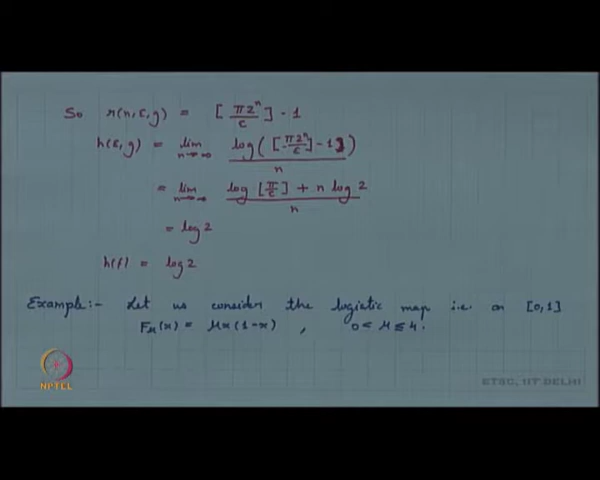 So r(n, ε, g) = [π2ⁿ/ε] - 1
h(ε, g) = lim n→∞ log([π2ⁿ/ε] - 1) / n
= lim n→∞ log [π/ε] + n log 2 / n
= log 2
h(f) = log 2
Example:- Let us consider the logistic map i.e. on [0,1]
Fμ(x) = μx(1-x) , 0 < μ ≤ 4.
NPTEL
ETSC, IIT DELHI